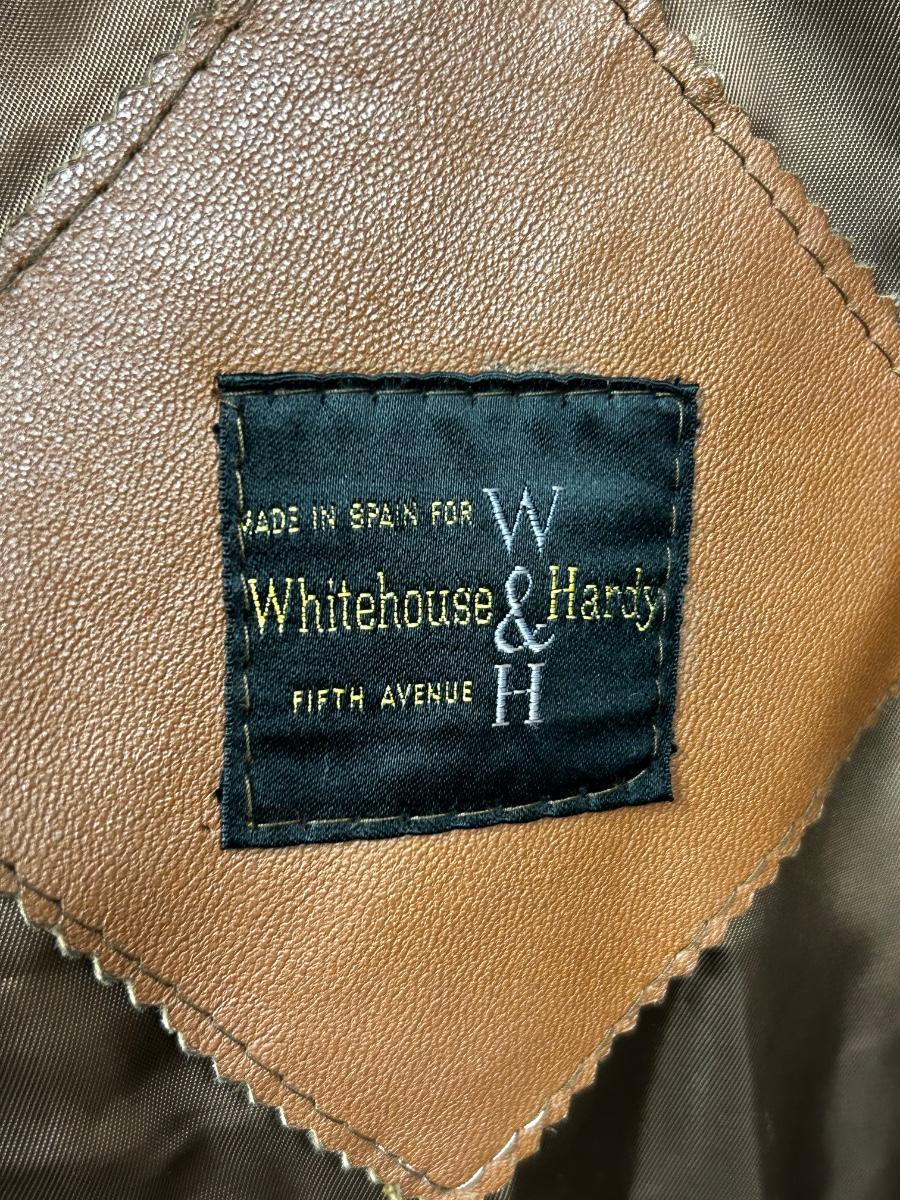 MADE IN SPAIN FOR W
Whitehouse & Hardy
FIFTH AVENUE H